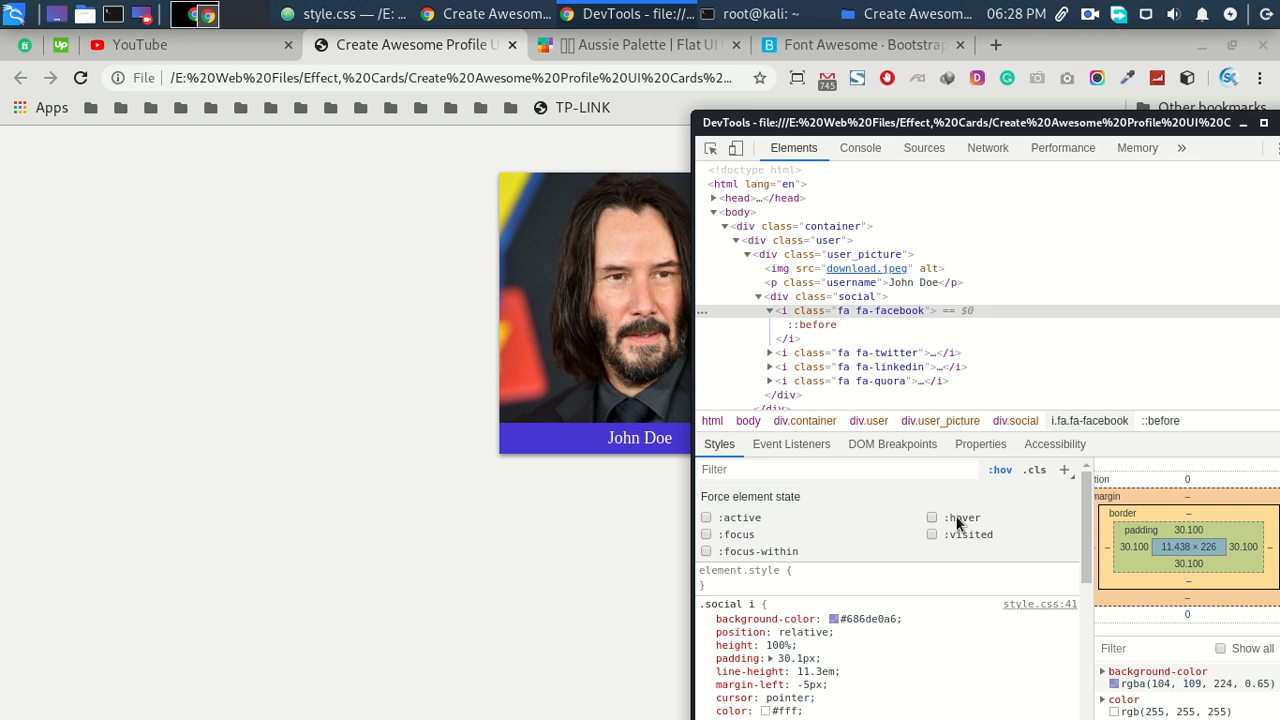 style.css — /E: ...
Create Awesom...
DevTools - file://...
root@kali: ~
Create Awesom...
06:28 PM
fi
Up
YouTube
Create Awesome Profile U
Aussie Palette | Flat UI
Font Awesome · Bootstrap
File
/E:%20Web%20Files/Effect,%20Cards/Create%20Awesome%20Profile%20UI%20Cards%2...
745
Apps
TP-LINK
Other bookmarks
DevTools - file:///E:%20Web%20Files/Effect,%20Cards/Create%20Awesome%20Profile%20UI%20C
Elements Console Sources Network Performance Memory »
<!doctype html>
<html lang="en">
<head>…</head>
<body>
<div class="container">
<div class="user">
<div class="user_picture">
<img src="download.jpeg" alt>
<p class="username">John Doe</p>
<div class="social">
<i class="fa fa-facebook"> == $0
::before
</i>
<i class="fa fa-twitter">…</i>
<i class="fa fa-linkedin">…</i>
<i class="fa fa-quora">…</i>
</div>
</div>
html body div.container div.user div.user_picture div.social i.fa.fa-facebook ::before
John Doe
Styles Event Listeners DOM Breakpoints Properties Accessibility
Filter :hov .cls +
Force element state
:active :hover
:focus :visited
:focus-within
element.style {
}
.social i { style.css:41
background-color: #686de0a6;
position: relative;
height: 100%;
padding: 30.1px;
line-height: 11.3em;
margin-left: -5px;
cursor: pointer;
color: #fff;
tion 0
margin –
border –
padding 30.100
– 30.100 11.438 × 226 30.100 –
30.100
–
–
0
Filter Show all
background-color
rgba(104, 109, 224, 0.65)
color
rgb(255, 255, 255)